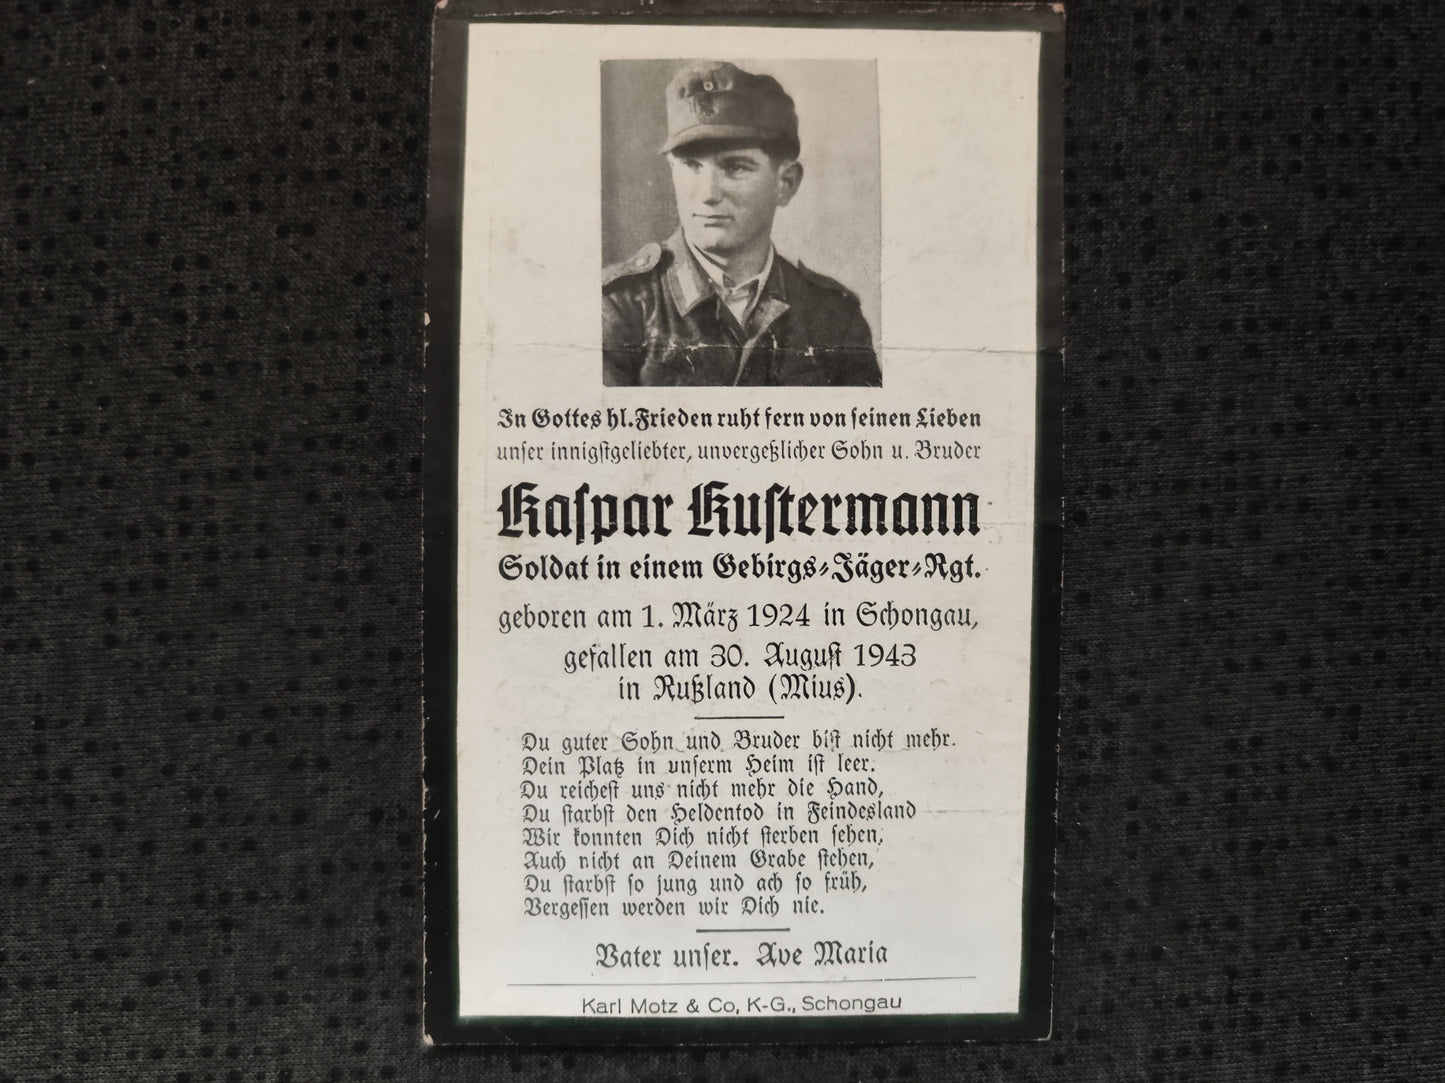 In Gottes hl. Frieden ruht fern von seinen Lieben
unser innigstgeliebter, unvergeßlicher Sohn u. Bruder
Kaspar Kustermann
Soldat in einem Gebirgs-Jäger-Rgt.
geboren am 1. März 1924 in Schongau,
gefallen am 30. August 1943
in Rußland (Mius).
Du guter Sohn und Bruder bist nicht mehr.
Dein Platz in unserm Heim ist leer.
Du reichest uns nicht mehr die Hand,
Du starbst den Heldentod in Feindesland
Wir konnten Dich nicht sterben sehen,
Auch nicht an Deinem Grabe stehen,
Du starbst so jung und ach so früh,
Vergessen werden wir Dich nie.
Vater unser. Ave Maria
Karl Motz & Co, K-G., Schongau